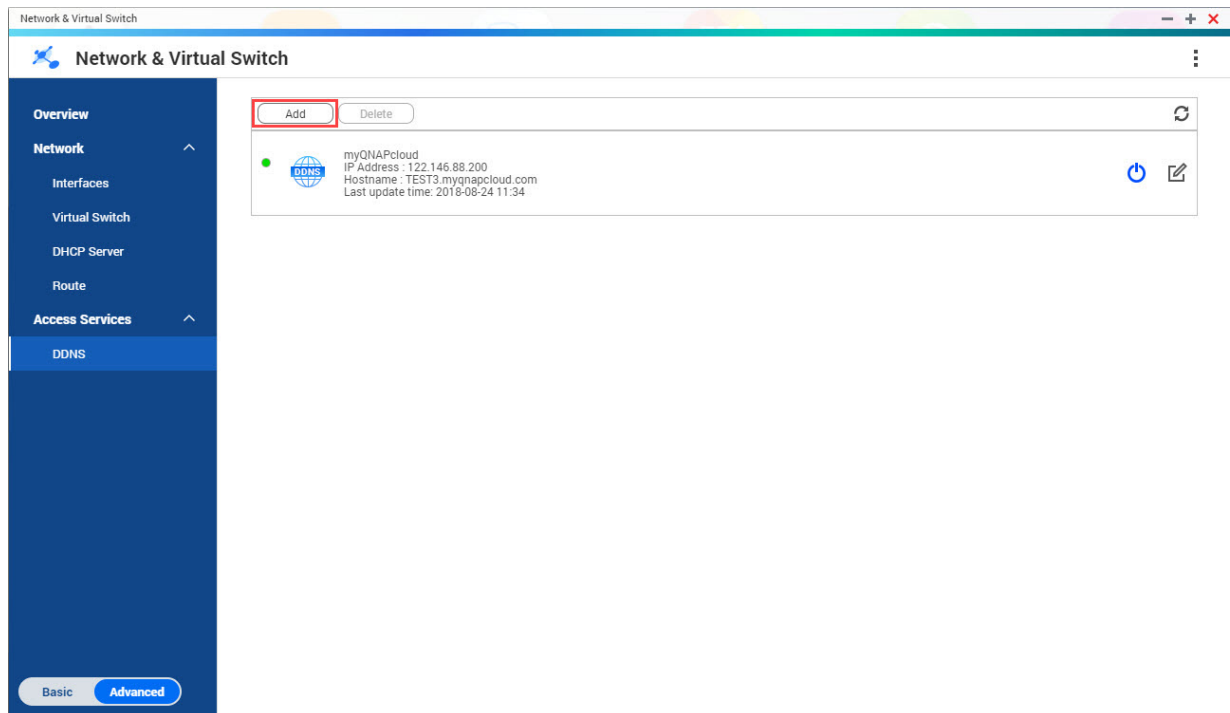 Network & Virtual Switch
Network & Virtual Switch
Overview
Network
Interfaces
Virtual Switch
DHCP Server
Route
Access Services
DDNS
Basic
Advanced
Add
Delete
DDNS
myQNAPcloud
IP Address : 122.146.88.200
Hostname : TEST3.myqnapcloud.com
Last update time: 2018-08-24 11:34